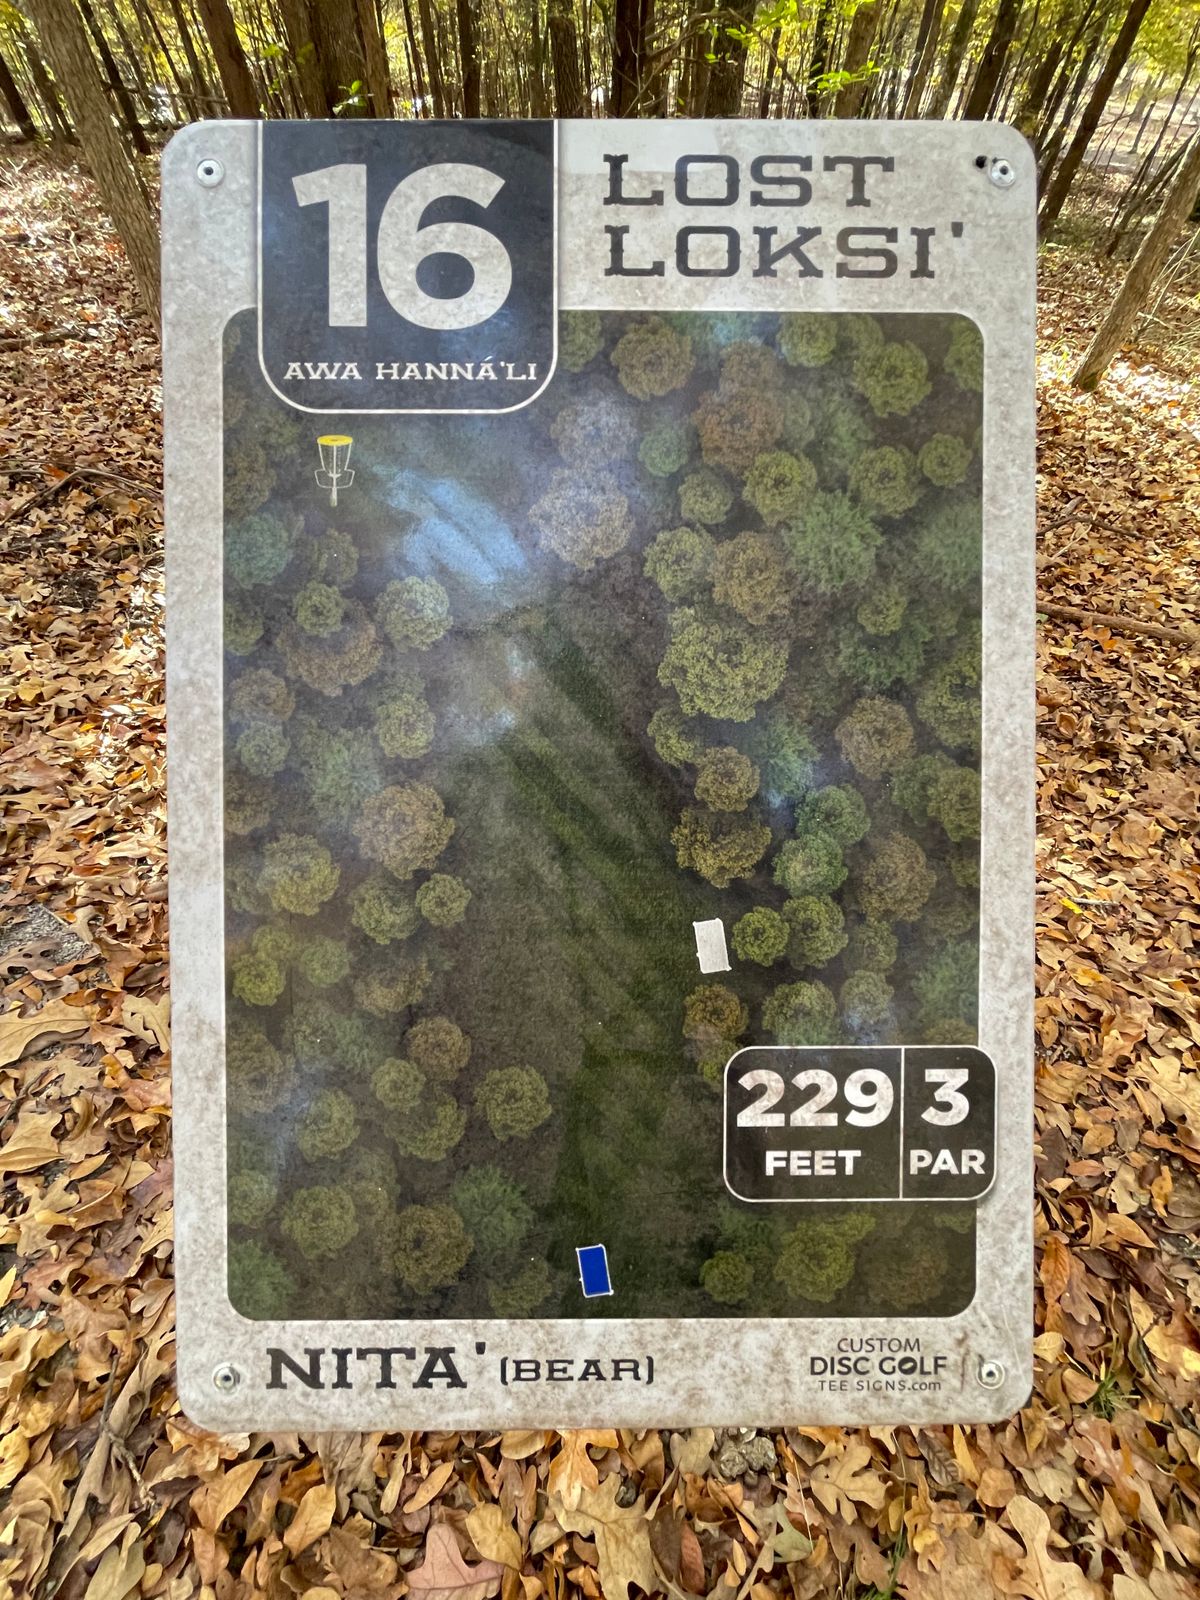 16
AWA HANNÁ'LI
LOST
LOKSI'
229
FEET
3
PAR
NITA' (BEAR)
CUSTOM
DISC GOLF
TEE SIGNS.com